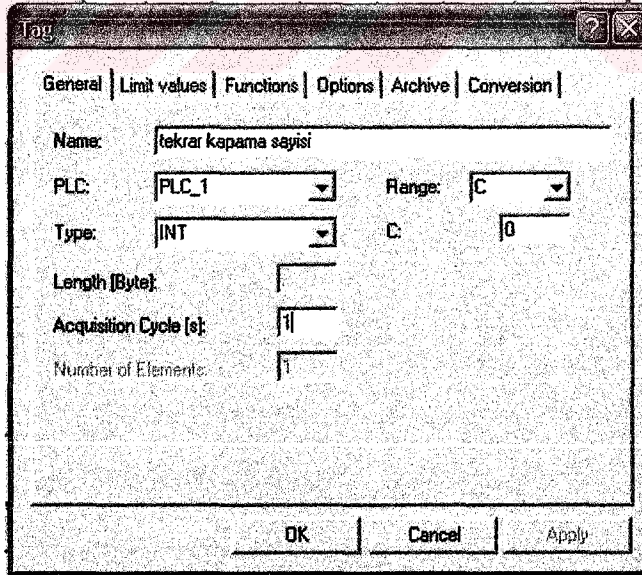 Tag
General Limit values Functions Options Archive Conversion
Name: tekrar kapama sayisi
PLC: PLC_1 Range: C
Type: INT C: 0
Length [Byte]:
Acquisition Cycle [s]: 1
Number of Elements: 1
OK Cancel Apply